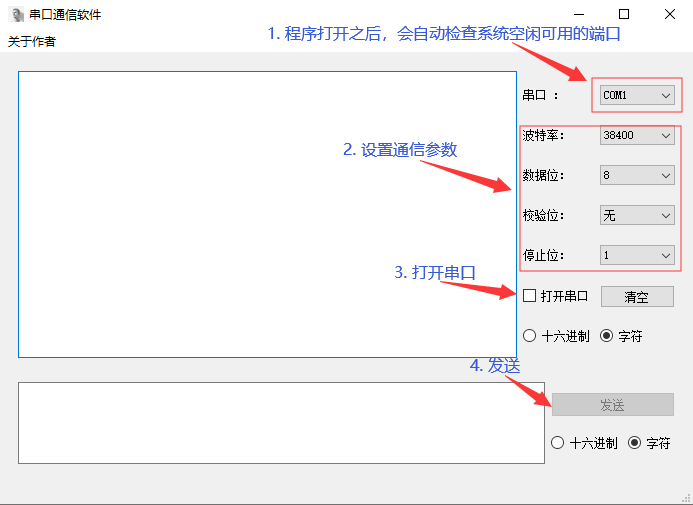 串口通信软件
关于作者
1. 程序打开之后，会自动检查系统空闲可用的端口
串口 ： COM1
波特率： 38400
2. 设置通信参数
数据位： 8
校验位： 无
停止位： 1
3. 打开串口
打开串口 清空
十六进制 字符
4. 发送
发送
十六进制 字符